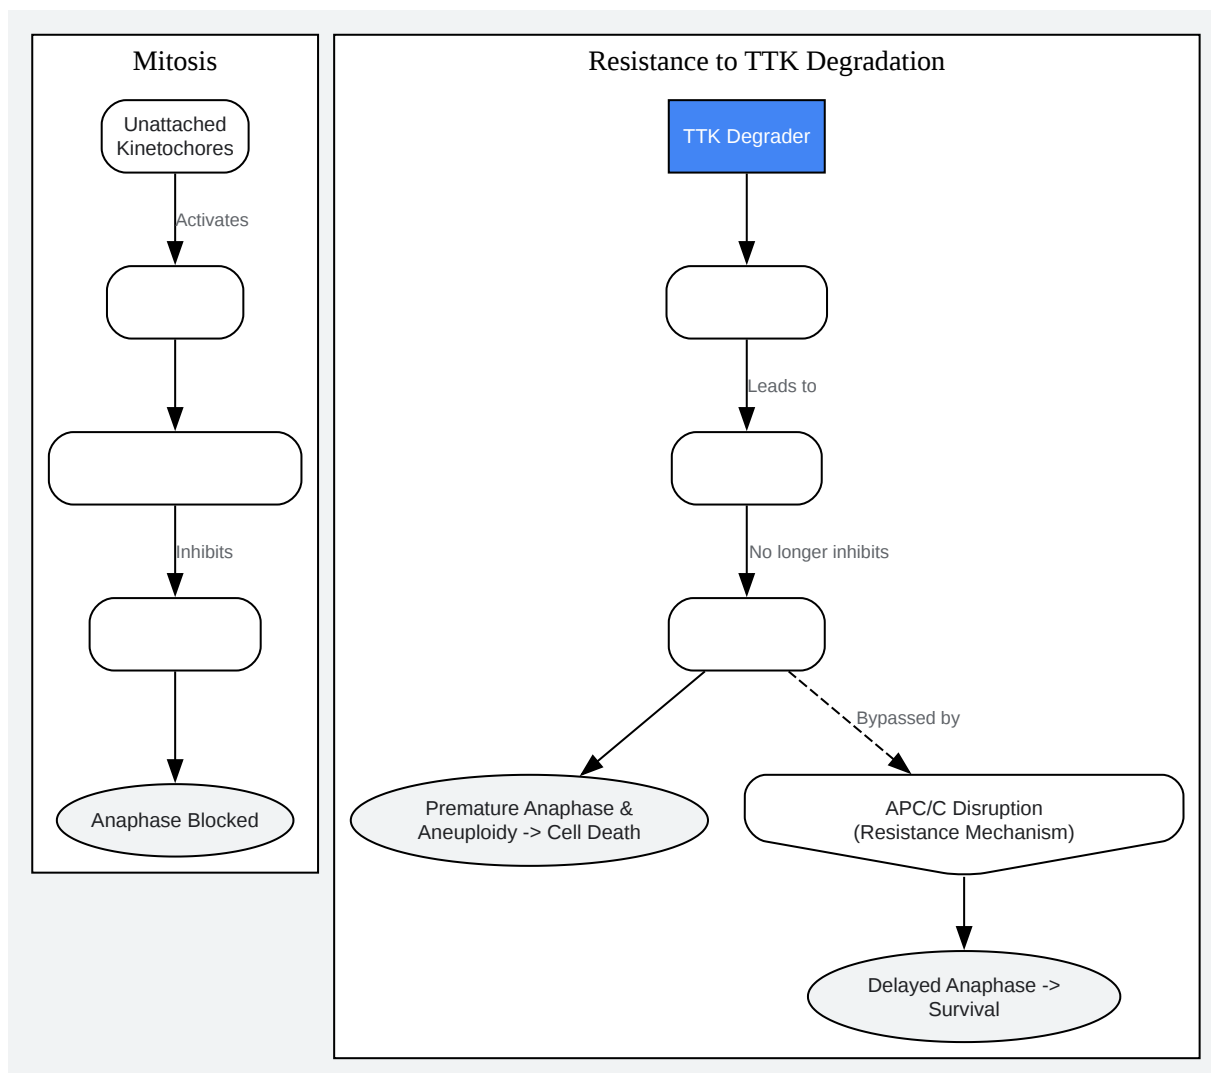 Mitosis
Unattached
Kinetochores
Activates
Inhibits
Anaphase Blocked
Resistance to TTK Degradation
TTK Degrader
Leads to
No longer inhibits
Bypassed by
Premature Anaphase &
Aneuploidy -> Cell Death
APC/C Disruption
(Resistance Mechanism)
Delayed Anaphase ->
Survival